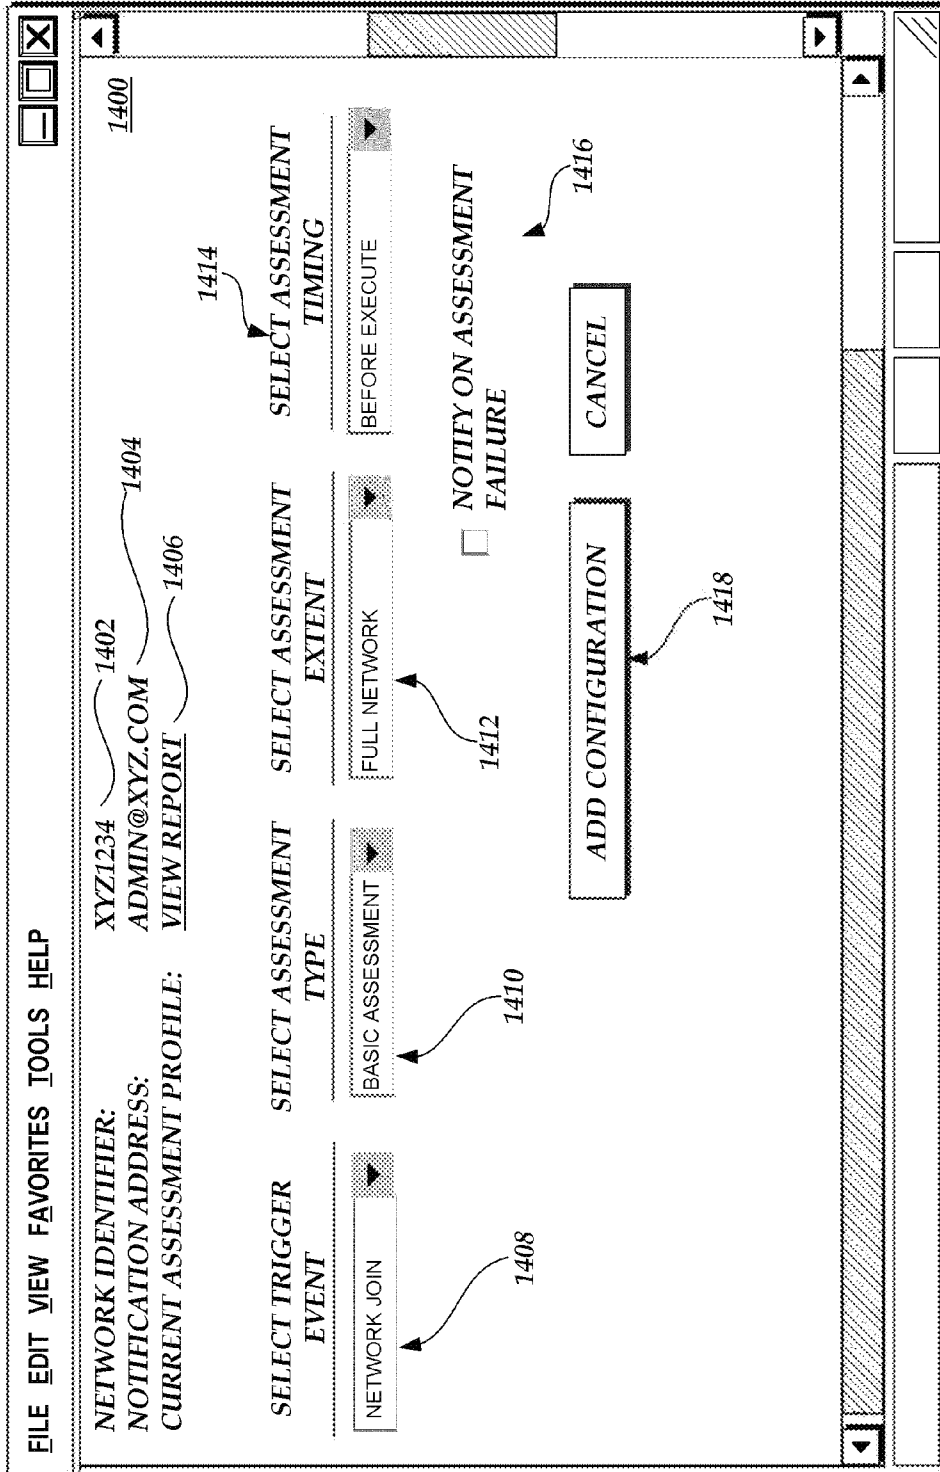 FILE EDIT VIEW FAVORITES TOOLS HELP
1400
NETWORK IDENTIFIER: XYZ1234 1402
NOTIFICATION ADDRESS: ADMIN@XYZ.COM 1404
CURRENT ASSESSMENT PROFILE: VIEW REPORT 1406
1414
SELECT TRIGGER
EVENT
SELECT ASSESSMENT
TYPE
SELECT ASSESSMENT
EXTENT
SELECT ASSESSMENT
TIMING
NETWORK JOIN
BASIC ASSESSMENT
FULL NETWORK
BEFORE EXECUTE
1408
1410
1412
NOTIFY ON ASSESSMENT
FAILURE
1416
ADD CONFIGURATION
CANCEL
1418